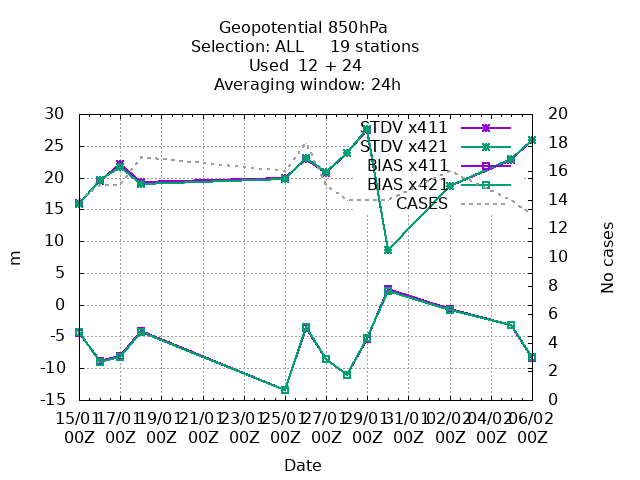 Geopotential 850hPa
Selection: ALL     19 stations
Used  12 + 24
Averaging window: 24h
30 20
25 18
20 16
15 14
10 12
5 10
0 8
-5 6
-10 4
-15 2
0
STDV x411
STDV x421
BIAS x411
BIAS x421
CASES
m
No cases
15/01 17/01 19/01 21/01 23/01 25/01 27/01 29/01 31/01 02/02 04/02 06/02
00Z 00Z 00Z 00Z 00Z 00Z 00Z 00Z 00Z 00Z 00Z 00Z
Date